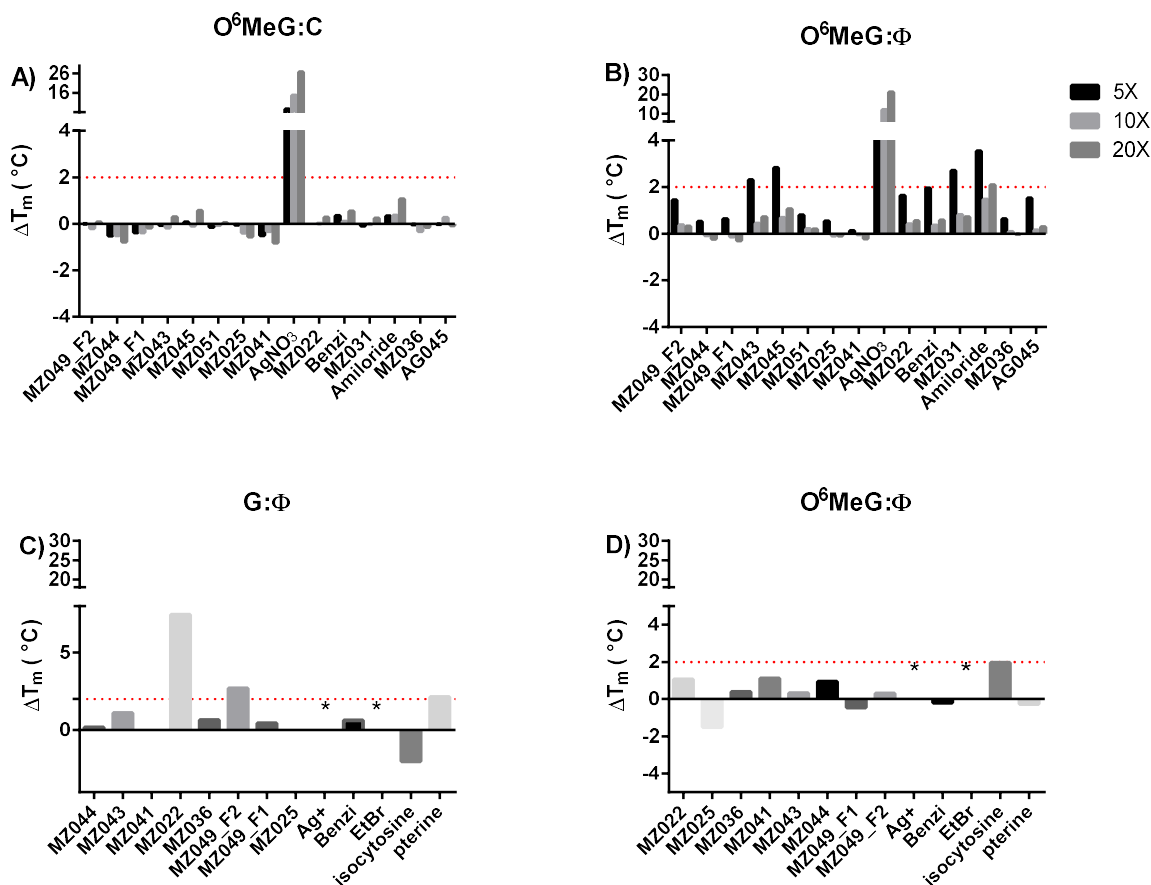 O⁶MeG:C
A)
26
16
4
2
0
-2
-4
ΔTm ( °C)
MZ049_F2
MZ044
MZ049_F1
MZ043
MZ045
MZ051
MZ025
MZ041
AgNO3
MZ022
Benzi
MZ031
Amiloride
MZ036
AG045
O⁶MeG:Φ
B)
30
20
10
4
2
0
-2
-4
ΔTm ( °C)
MZ049_F2
MZ044
MZ049_F1
MZ043
MZ045
MZ051
MZ025
MZ041
AgNO3
MZ022
Benzi
MZ031
Amiloride
MZ036
AG045
5X
10X
20X
G:Φ
C)
30
25
20
5
0
ΔTm ( °C)
*
*
MZ044
MZ043
MZ041
MZ022
MZ036
MZ049_F2
MZ049_F1
MZ025
Ag+
Benzi
EtBr
isocytosine
pterine
O⁶MeG:Φ
D)
30
25
20
4
2
0
-2
-4
ΔTm ( °C)
*
*
MZ022
MZ025
MZ036
MZ041
MZ043
MZ044
MZ049_F1
MZ049_F2
Ag+
Benzi
EtBr
isocytosine
pterine